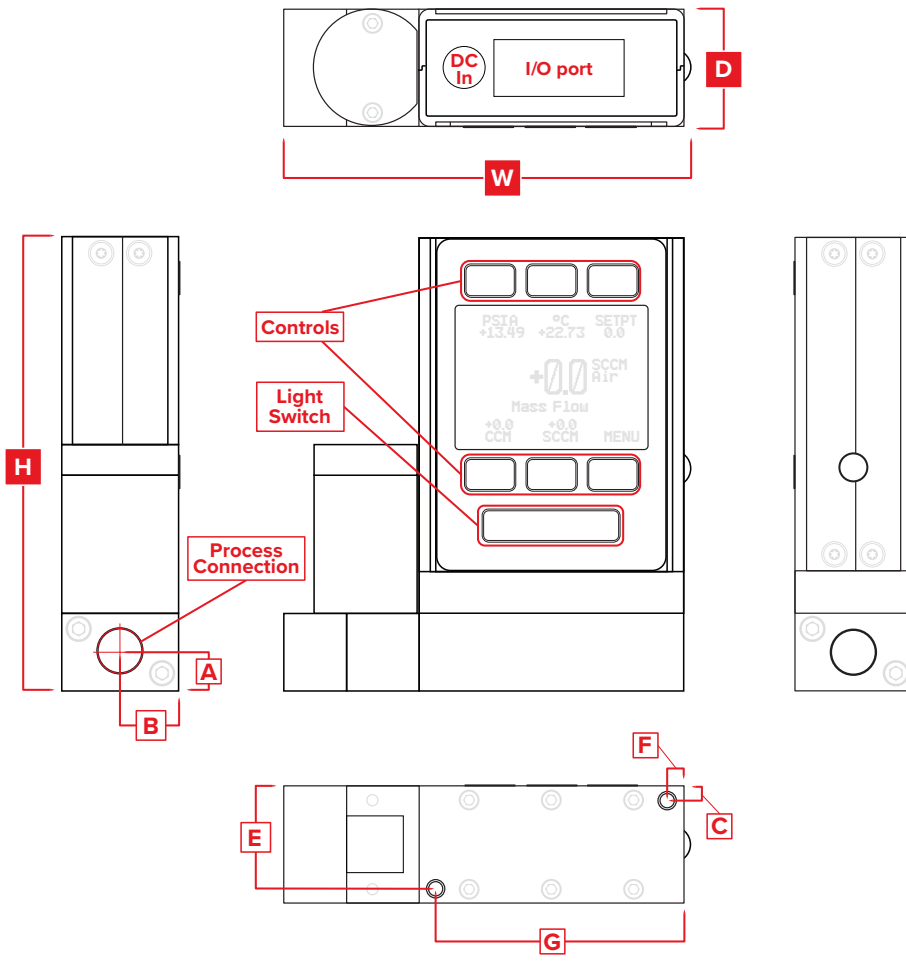 DC
In
I/O port
D
W
H
Controls
PSIA °C SETPT
+13.49 +22.73 0.0
+0.0 SCCM
Air
Mass Flow
+0.0 +0.0
CCM SCCM MENU
Light
Switch
Process
Connection
A
B
F
E
C
G